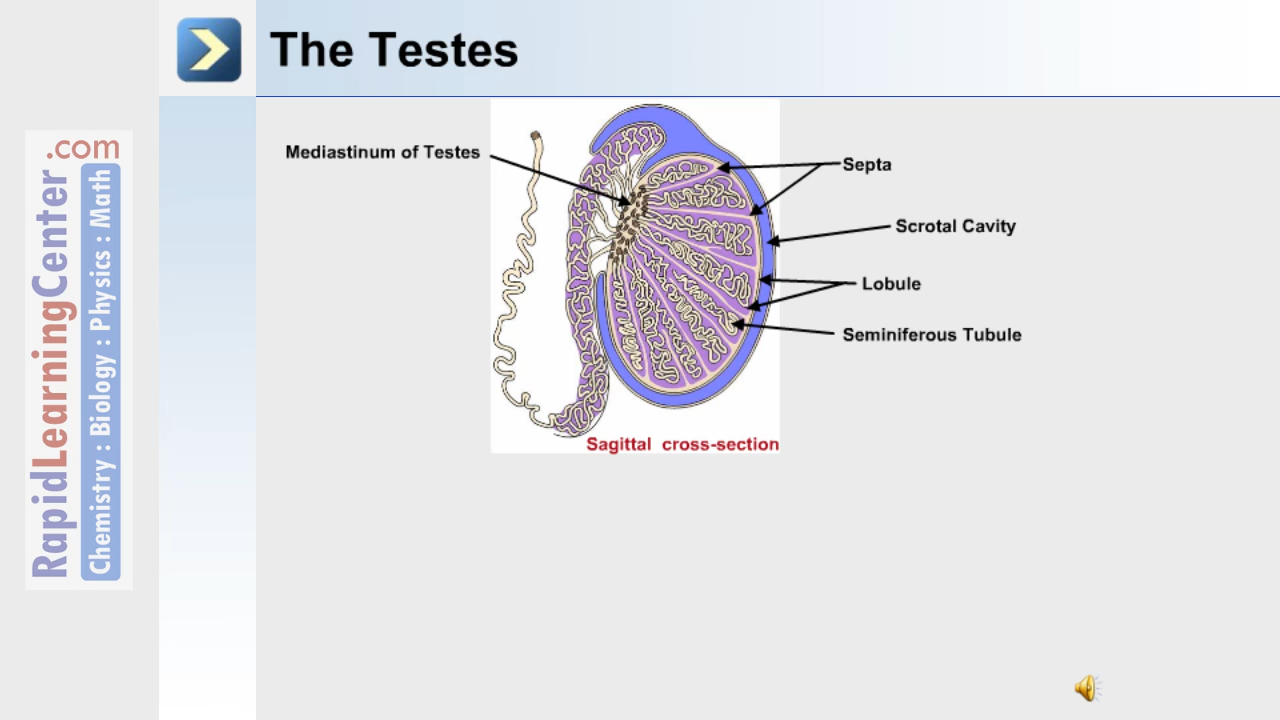 The Testes
RapidLearningCenter.com
Chemistry : Biology : Physics : Math
Mediastinum of Testes
Septa
Scrotal Cavity
Lobule
Seminiferous Tubule
Sagittal cross-section